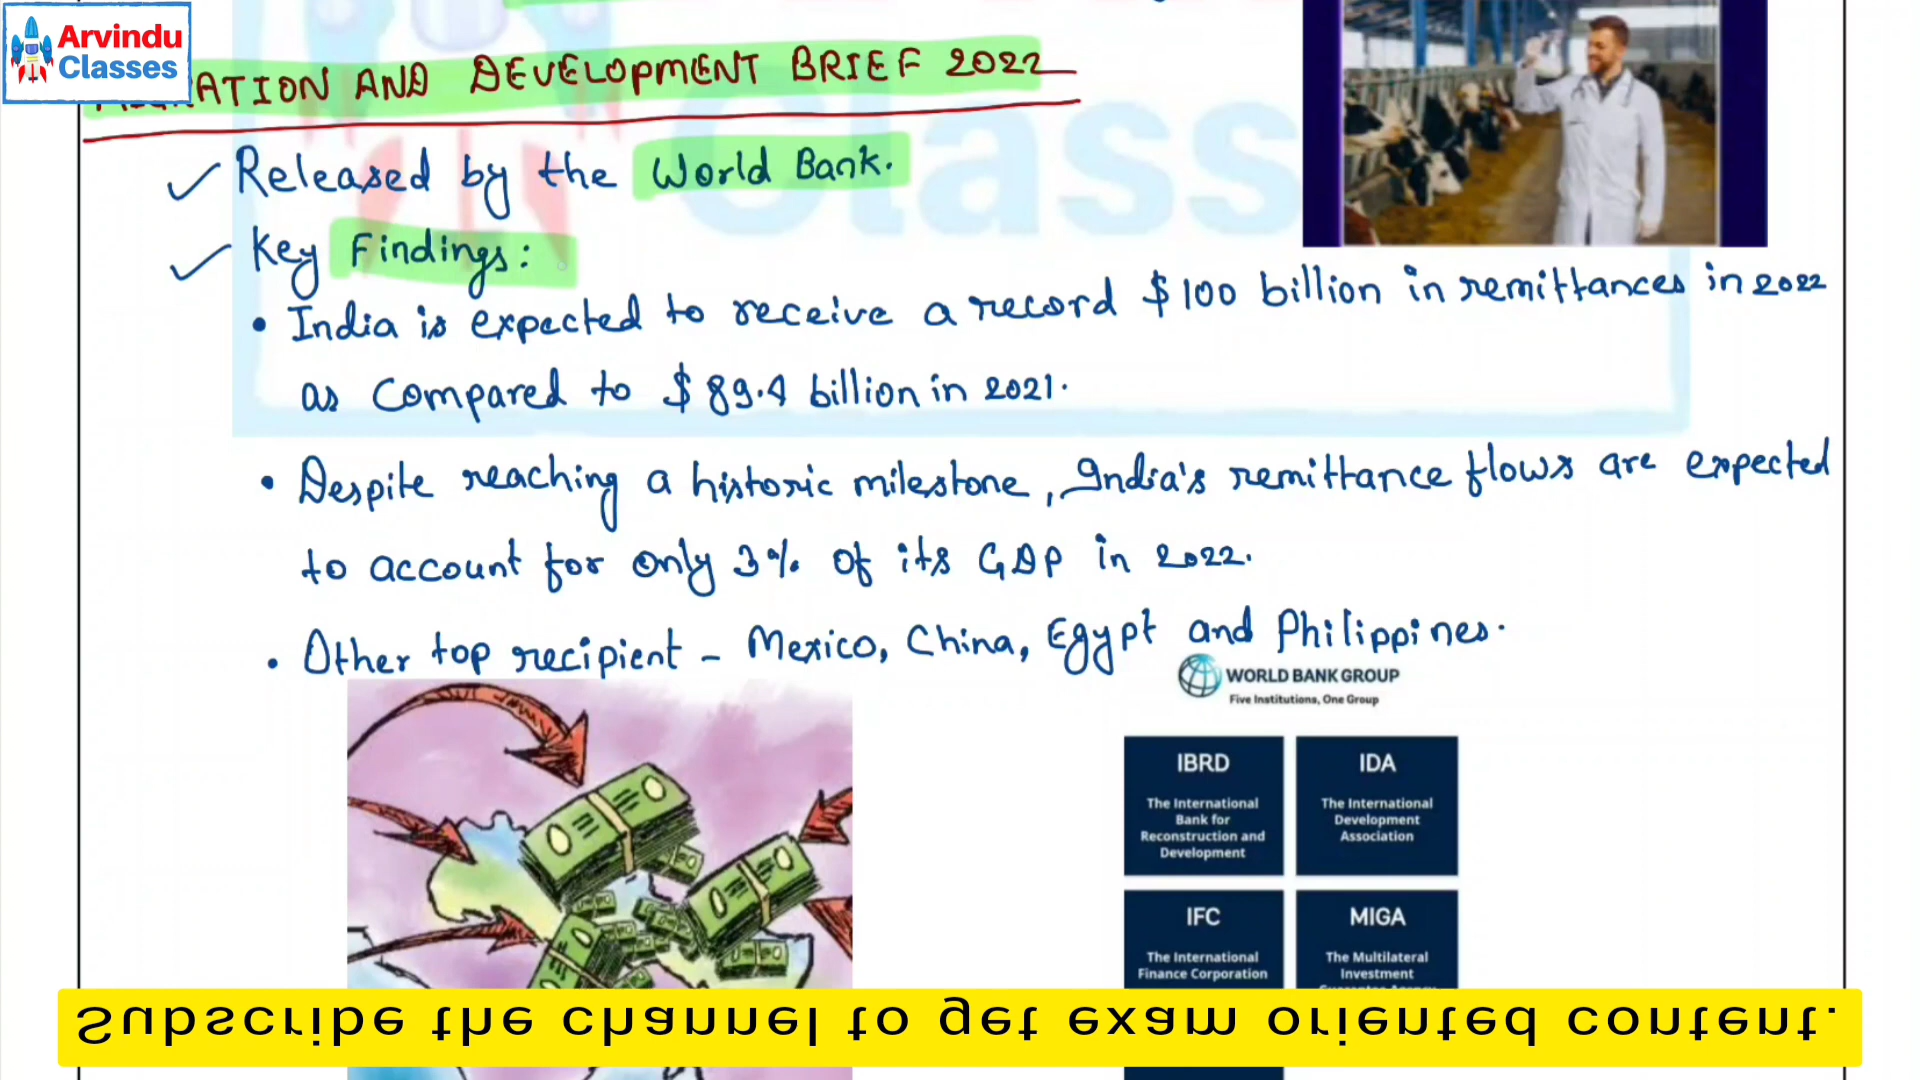 Arvindu
Classes
ATION AND DEVELOPMENT BRIEF 2022
Released by the World Bank.
Key Findings:
• India is expected to receive a record $100 billion in remittances in 2022
as compared to $89.4 billion in 2021.
• Despite reaching a historic milestone, India's remittance flows are expected
to account for only 3% of its GDP in 2022.
• Other top recipient - Mexico, China, Egypt and Philippines.
WORLD BANK GROUP
Five Institutions, One Group
IBRD
The International
Bank for
Reconstruction and
Development
IDA
The International
Development
Association
IFC
The International
Finance Corporation
MIGA
The Multilateral
Investment
Subscribe the channel to get exam oriented content.